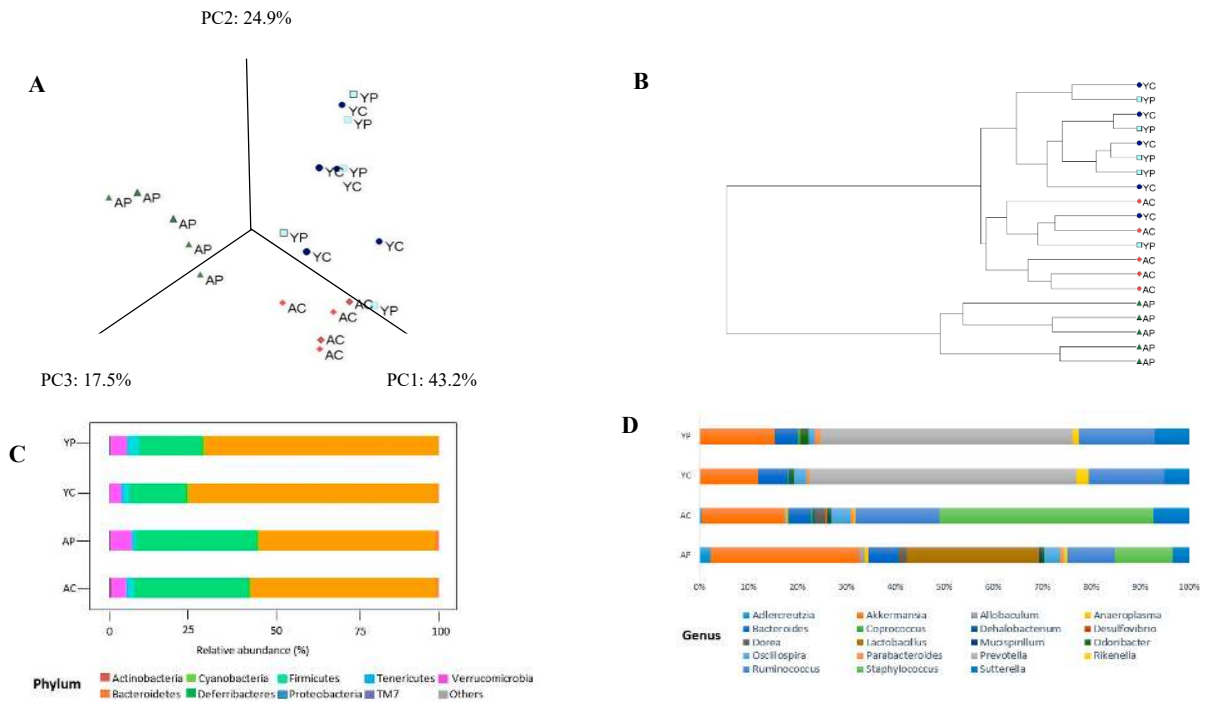 PC2: 24.9%
A
YP
YC
YP
YC
YP
YC
AP
AP
AP
AP
AP
YP
YC
YC
AC
AC
AC
YP
AC
AC
PC3: 17.5%
PC1: 43.2%
B
YC
YP
YC
YP
YC
YP
YP
YC
AC
YC
AC
YP
AC
AC
AC
AP
AP
AP
AP
AP
C
YP
YC
AP
AC
0 25 50 75 100
Relative abundance (%)
Phylum
Actinobacteria Cyanobacteria Firmicutes Tenericutes Verrucomicrobia
Bacteroidetes Deferribacteres Proteobacteria TM7 Others
D
YP
YC
AC
AP
0% 10% 20% 30% 40% 50% 60% 70% 80% 90% 100%
Genus
Adlercreutzia Akkermansia Allobaculum Anaeroplasma
Bacteroides Coprococcus Dehalobacterium Desulfovibrio
Dorea Lactobacillus Mucispirillum Odoribacter
Oscillospira Parabacteroides Prevotella Rikenella
Ruminococcus Staphylococcus Sutterella